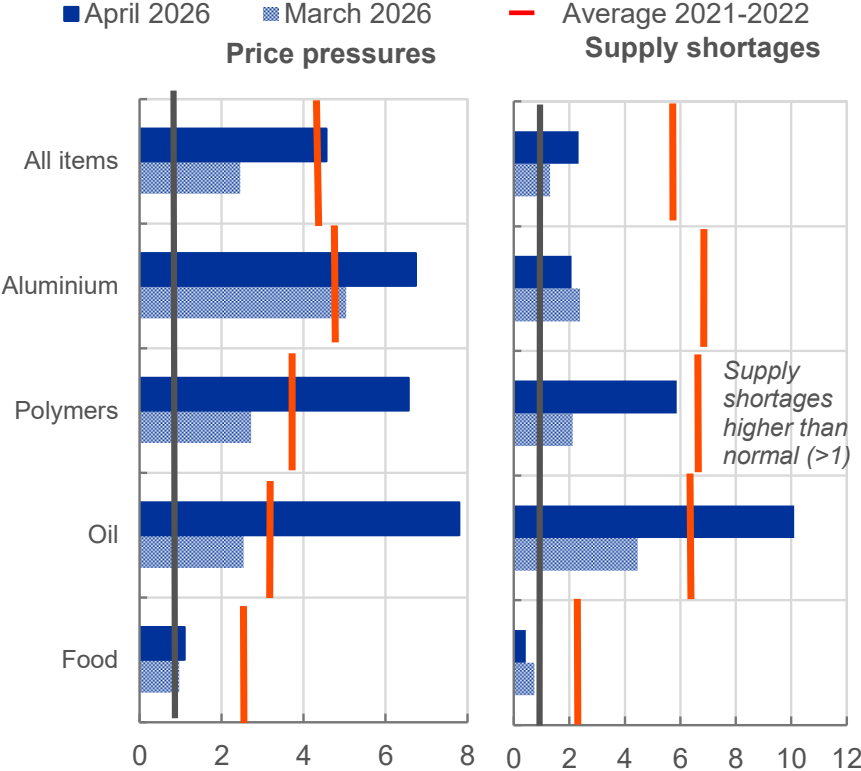 April 2026 March 2026 Average 2021-2022
Price pressures Supply shortages
All items
Aluminium
Polymers
Oil
Food
Supply
shortages
higher than
normal (>1)
0 2 4 6 8
0 2 4 6 8 10 12